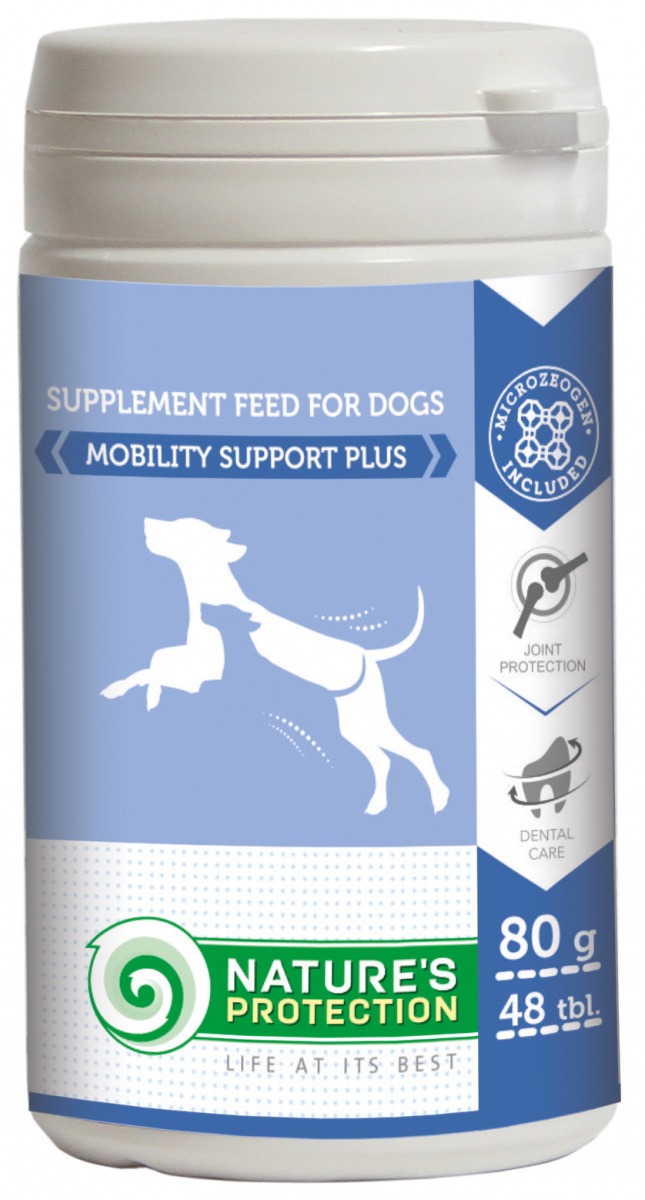 SUPPLEMENT FEED FOR DOGS
MOBILITY SUPPORT PLUS
• MICROZEOGEN •
INCLUDED
JOINT
PROTECTION
DENTAL
CARE
80 g
48 tbl.
NATURE'S
PROTECTION
LIFE AT ITS BEST